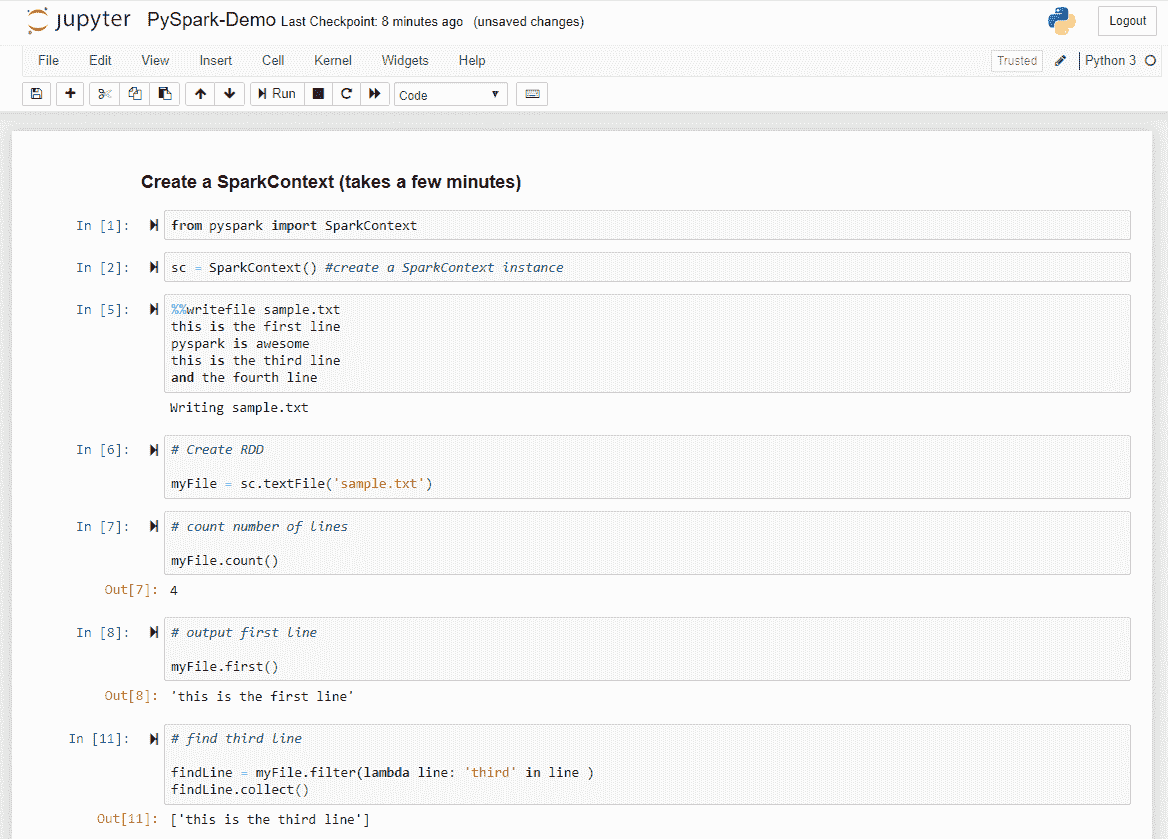 jupyter PySpark-Demo Last Checkpoint: 8 minutes ago (unsaved changes) Logout
File Edit View Insert Cell Kernel Widgets Help Trusted Python 3
Run Code
Create a SparkContext (takes a few minutes)
In [1]: from pyspark import SparkContext
In [2]: sc = SparkContext() #create a SparkContext instance
In [5]: %%writefile sample.txt
this is the first line
pyspark is awesome
this is the third line
and the fourth line
Writing sample.txt
In [6]: # Create RDD
myFile = sc.textFile('sample.txt')
In [7]: # count number of lines
myFile.count()
Out[7]: 4
In [8]: # output first line
myFile.first()
Out[8]: 'this is the first line'
In [11]: # find third line
findLine = myFile.filter(lambda line: 'third' in line )
findLine.collect()
Out[11]: ['this is the third line']